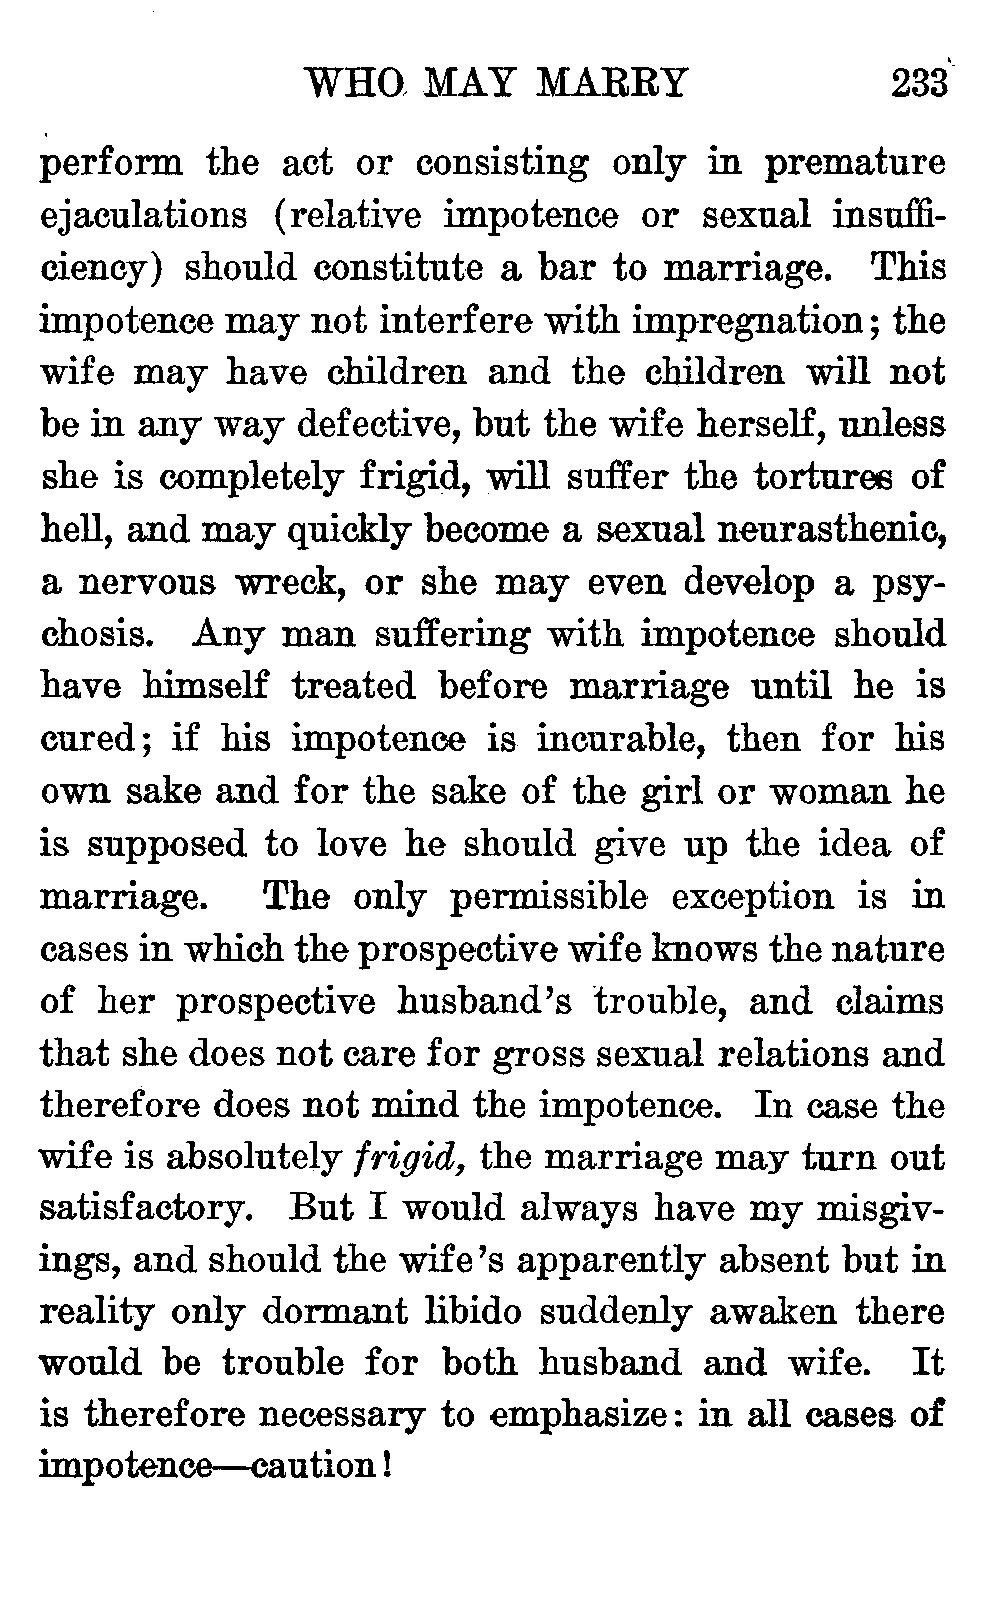 WHO MAY MARRY 233
perform the act or consisting only in premature
ejaculations (relative impotence or sexual insuffi-
ciency) should constitute a bar to marriage. This
impotence may not interfere with impregnation; the
wife may have children and the children will not
be in any way defective, but the wife herself, unless
she is completely frigid, will suffer the tortures of
hell, and may quickly become a sexual neurasthenic,
a nervous wreck, or she may even develop a psy-
chosis. Any man suffering with impotence should
have himself treated before marriage until he is
cured; if his impotence is incurable, then for his
own sake and for the sake of the girl or woman he
is supposed to love he should give up the idea of
marriage. The only permissible exception is in
cases in which the prospective wife knows the nature
of her prospective husband's trouble, and claims
that she does not care for gross sexual relations and
therefore does not mind the impotence. In case the
wife is absolutely frigid, the marriage may turn out
satisfactory. But I would always have my misgiv-
ings, and should the wife's apparently absent but in
reality only dormant libido suddenly awaken there
would be trouble for both husband and wife. It
is therefore necessary to emphasize: in all cases of
impotence—caution!